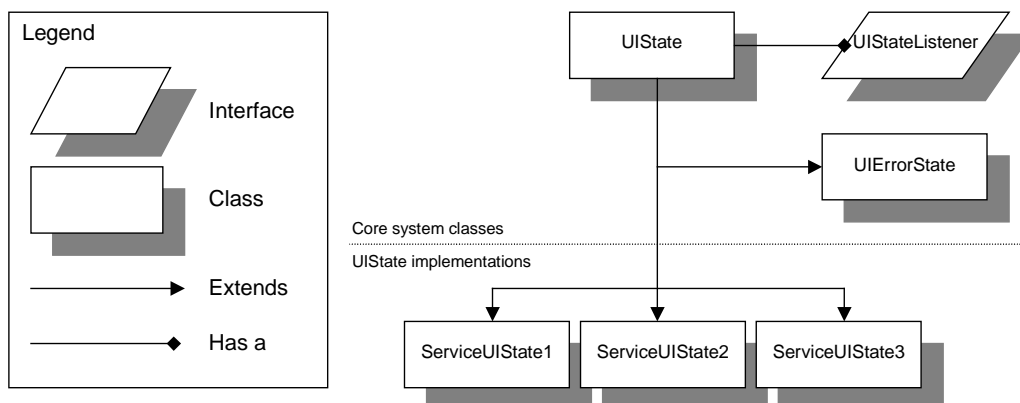 Legend
Interface
Class
Extends
Has a
UIState
UIStateListener
UIErrorState
Core system classes
UIState implementations
ServiceUIState1
ServiceUIState2
ServiceUIState3